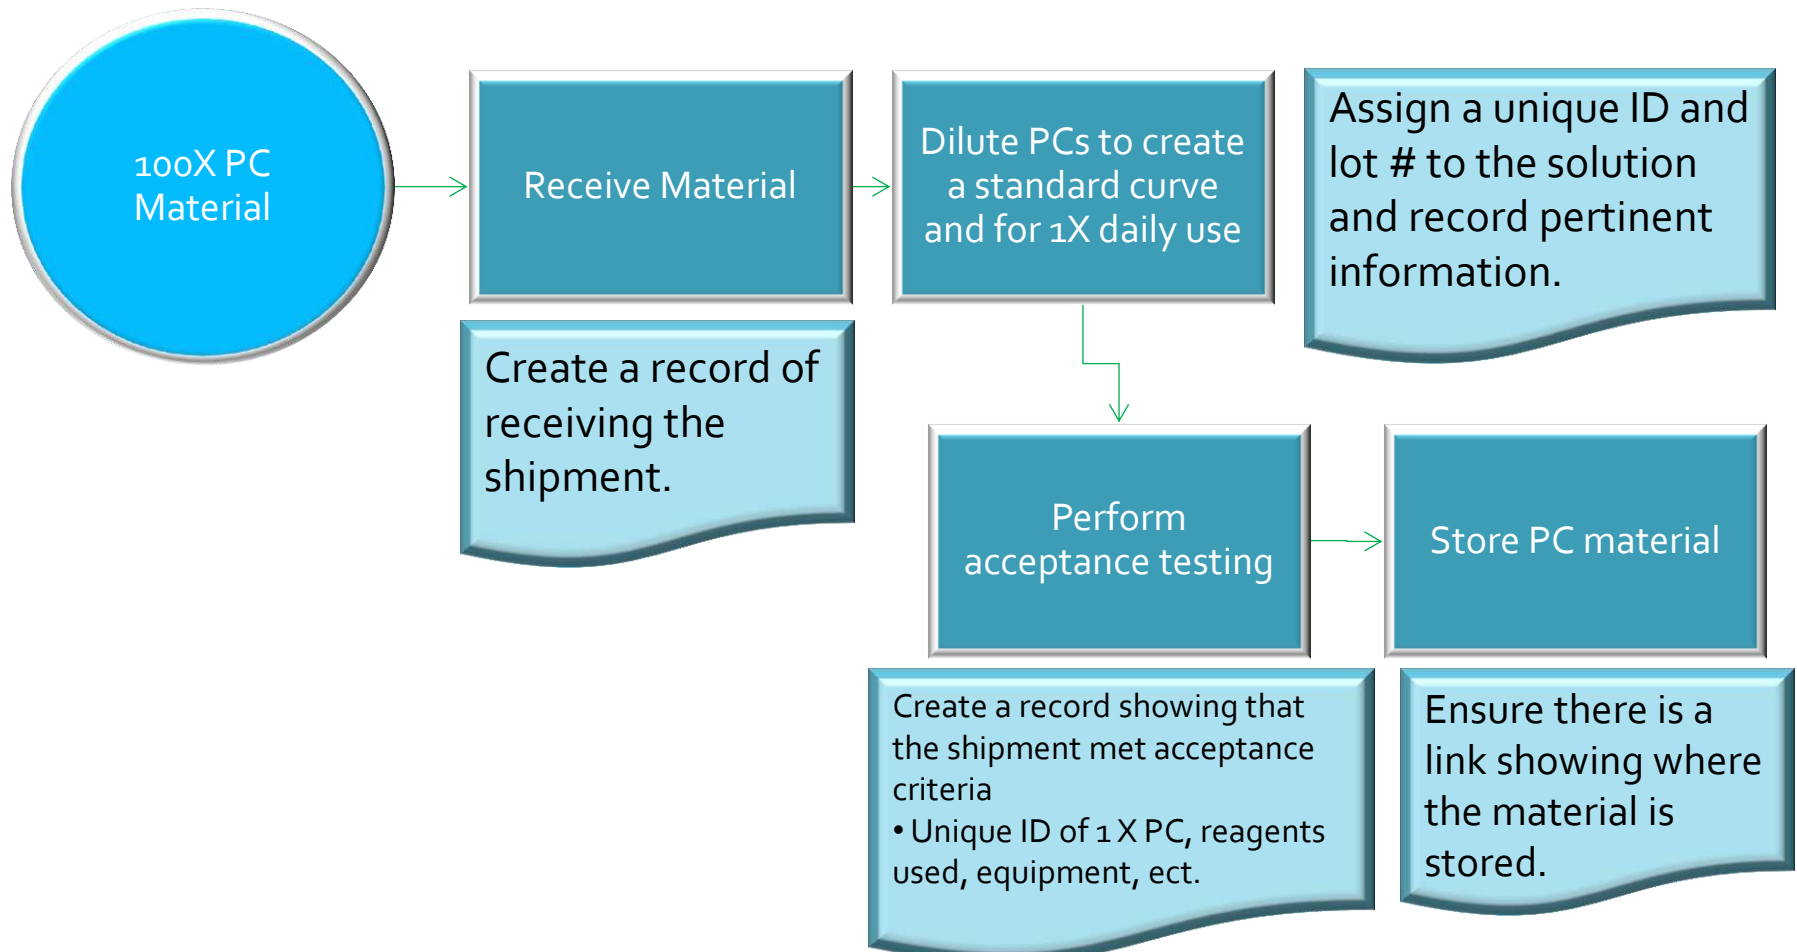 100X PC
Material
Receive Material
Dilute PCs to create
a standard curve
and for 1X daily use
Assign a unique ID and
lot # to the solution
and record pertinent
information.
Create a record of
receiving the
shipment.
Perform
acceptance testing
Store PC material
Create a record showing that
the shipment met acceptance
criteria
• Unique ID of 1 X PC, reagents
used, equipment, ect.
Ensure there is a
link showing where
the material is
stored.